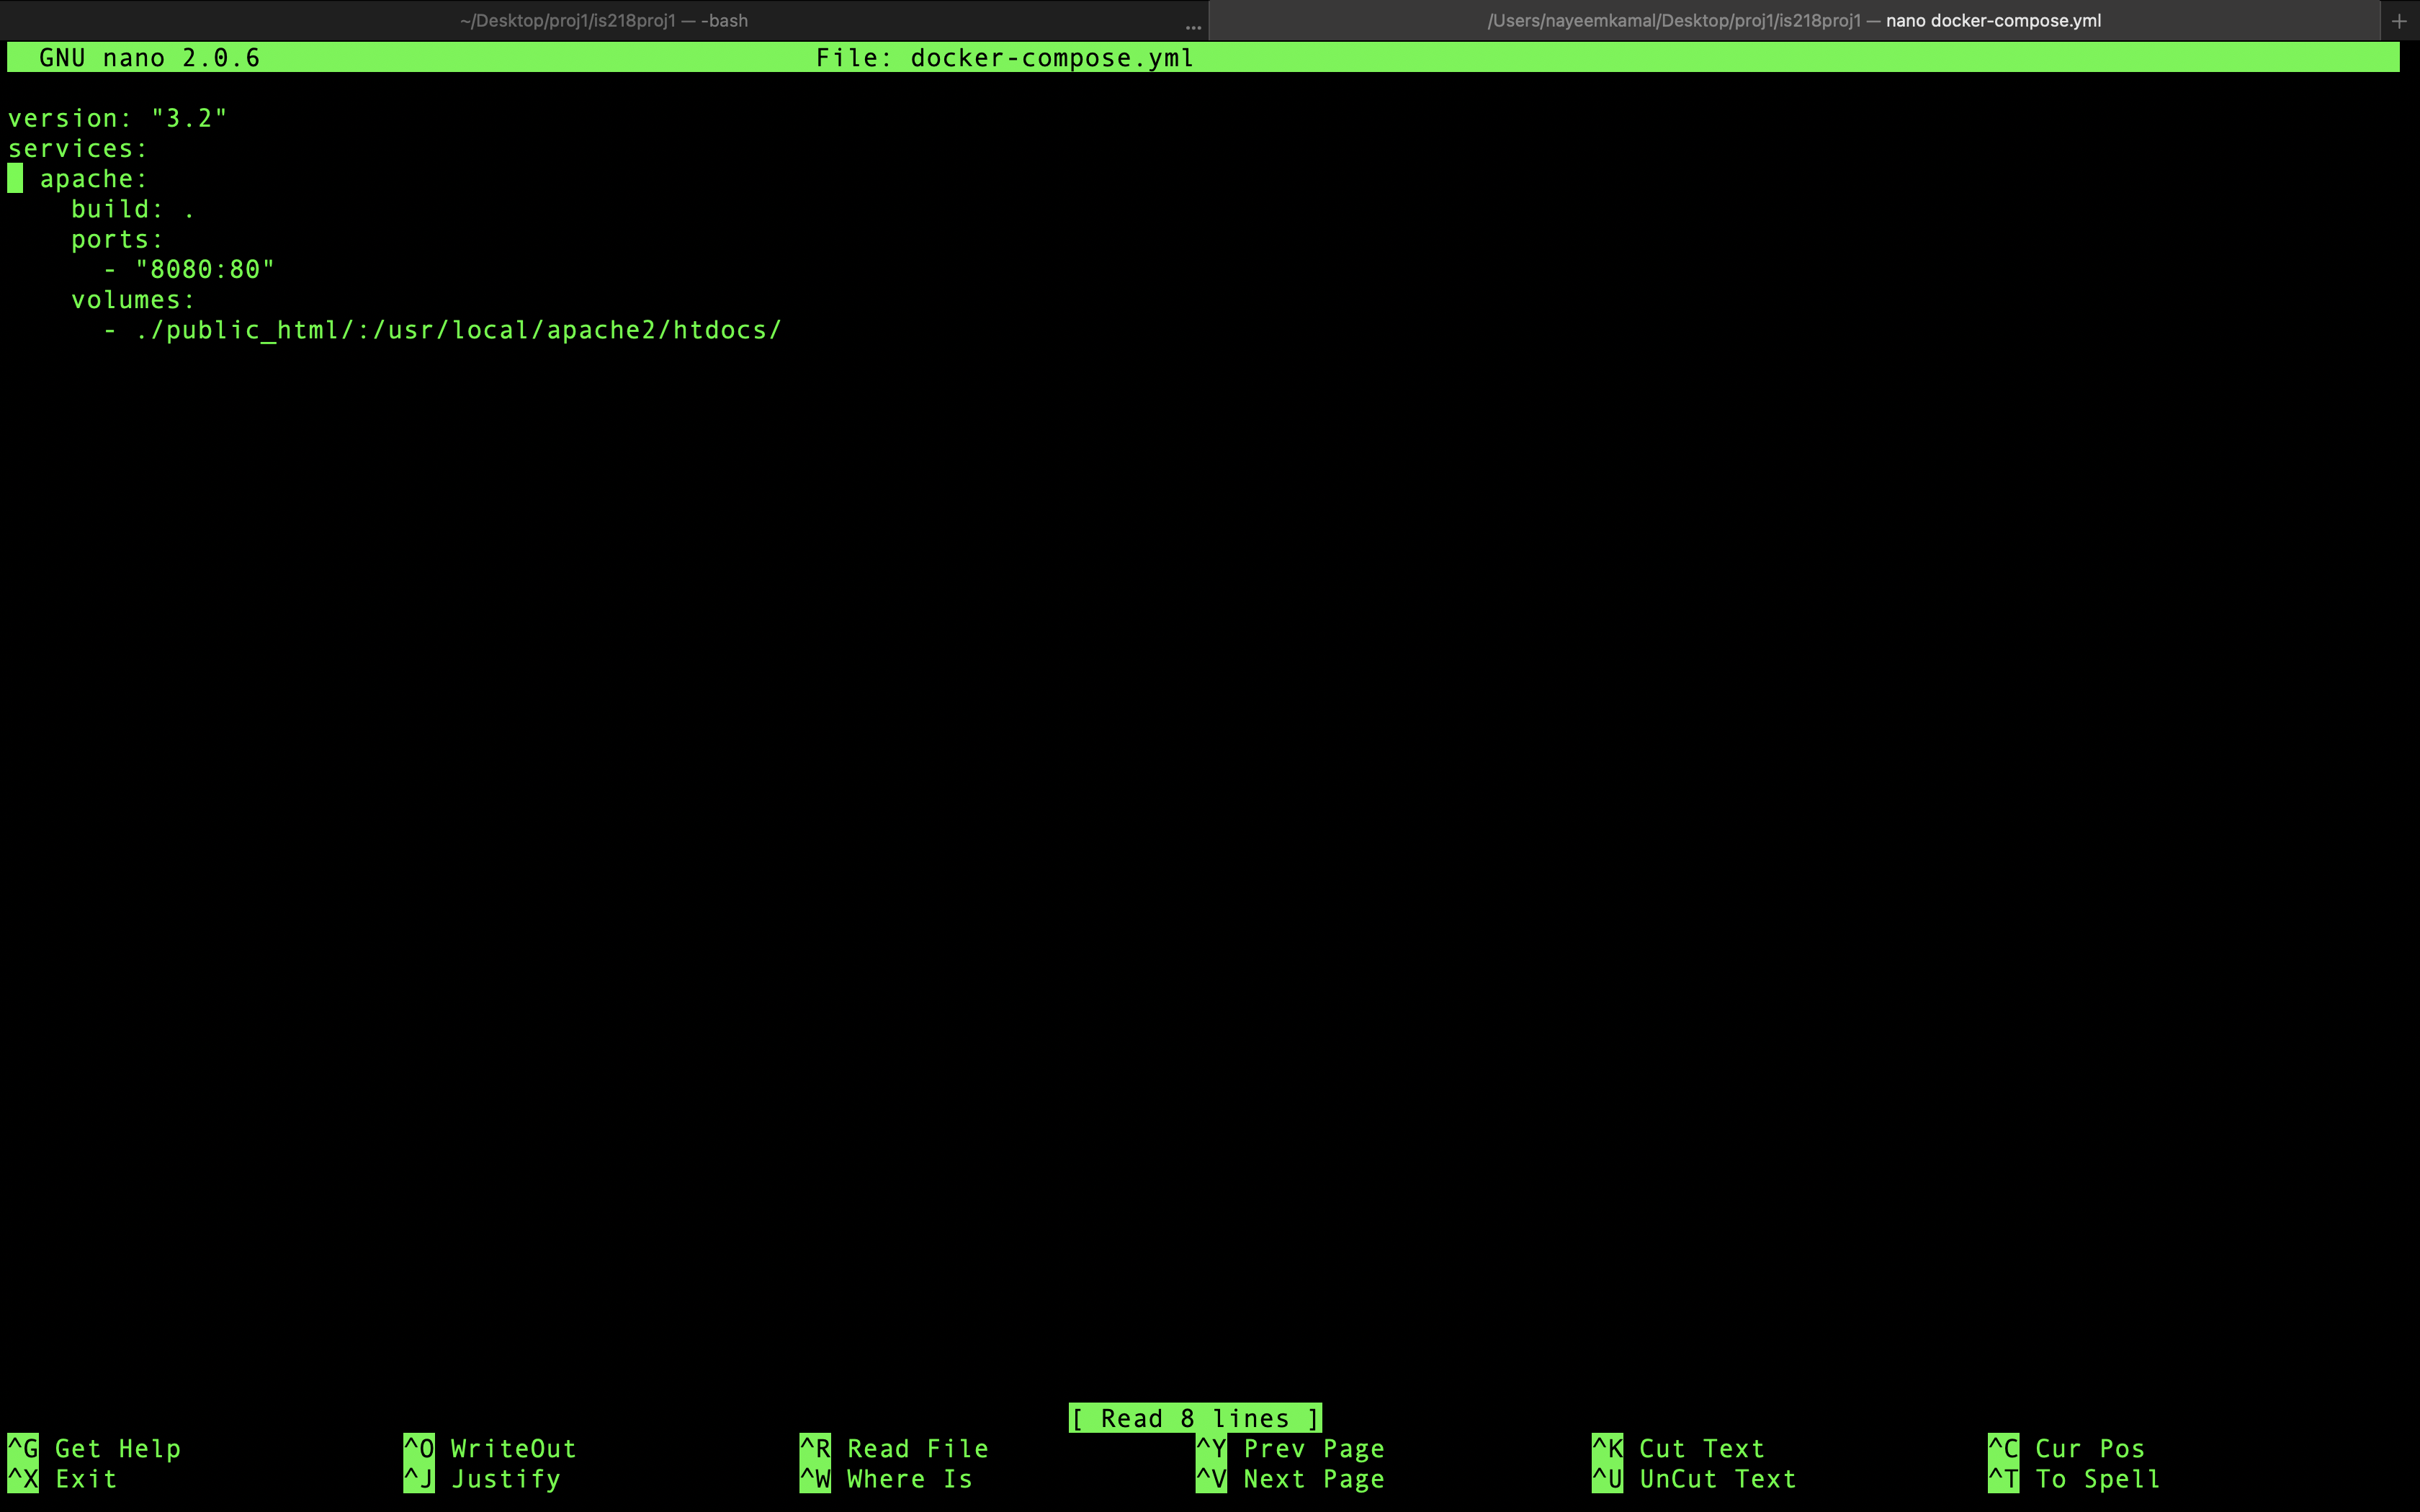 ~/Desktop/proj1/is218proj1 — -bash ... /Users/nayeemkamal/Desktop/proj1/is218proj1 — nano docker-compose.yml +
GNU nano 2.0.6 File: docker-compose.yml
version: "3.2"
services:
  apache:
    build: .
    ports:
      - "8080:80"
    volumes:
      - ./public_html/:/usr/local/apache2/htdocs/
[ Read 8 lines ]
^G Get Help ^O WriteOut ^R Read File ^Y Prev Page ^K Cut Text ^C Cur Pos
^X Exit ^J Justify ^W Where Is ^V Next Page ^U UnCut Text ^T To Spell